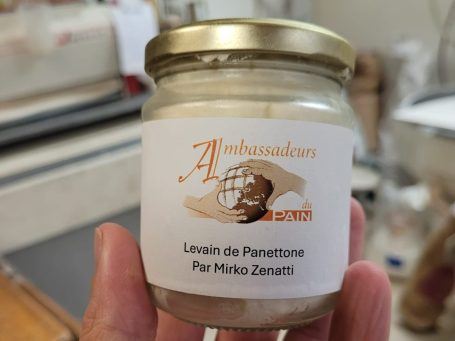 Ambassadeurs
du
PAIN
Levain de Panettone
Par Mirko Zenatti